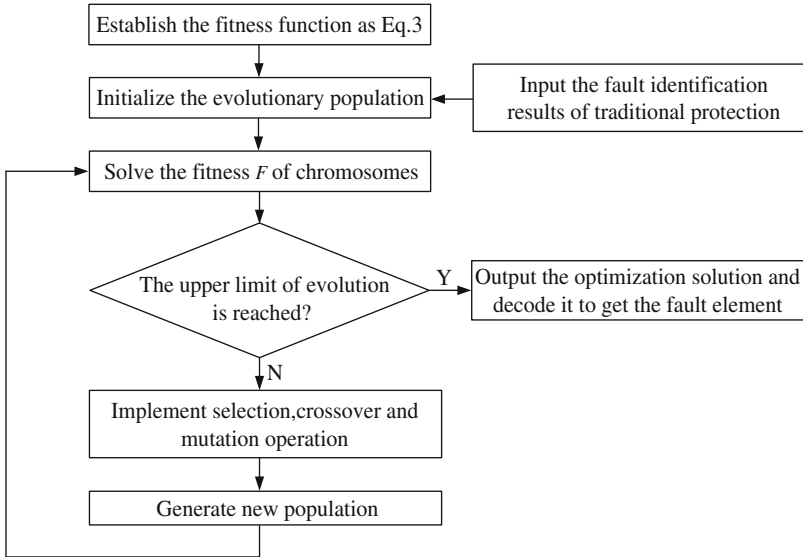 Establish the fitness function as Eq.3
Initialize the evolutionary population
Input the fault identification
results of traditional protection
Solve the fitness F of chromosomes
The upper limit of evolution
is reached?
Y
Output the optimization solution and
decode it to get the fault element
N
Implement selection,crossover and
mutation operation
Generate new population